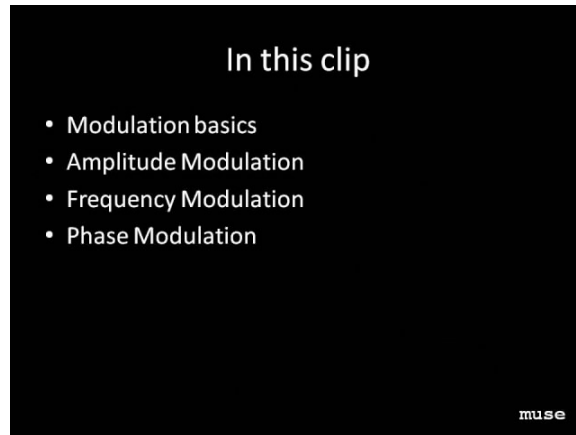 In this clip
• Modulation basics
• Amplitude Modulation
• Frequency Modulation
• Phase Modulation
muse